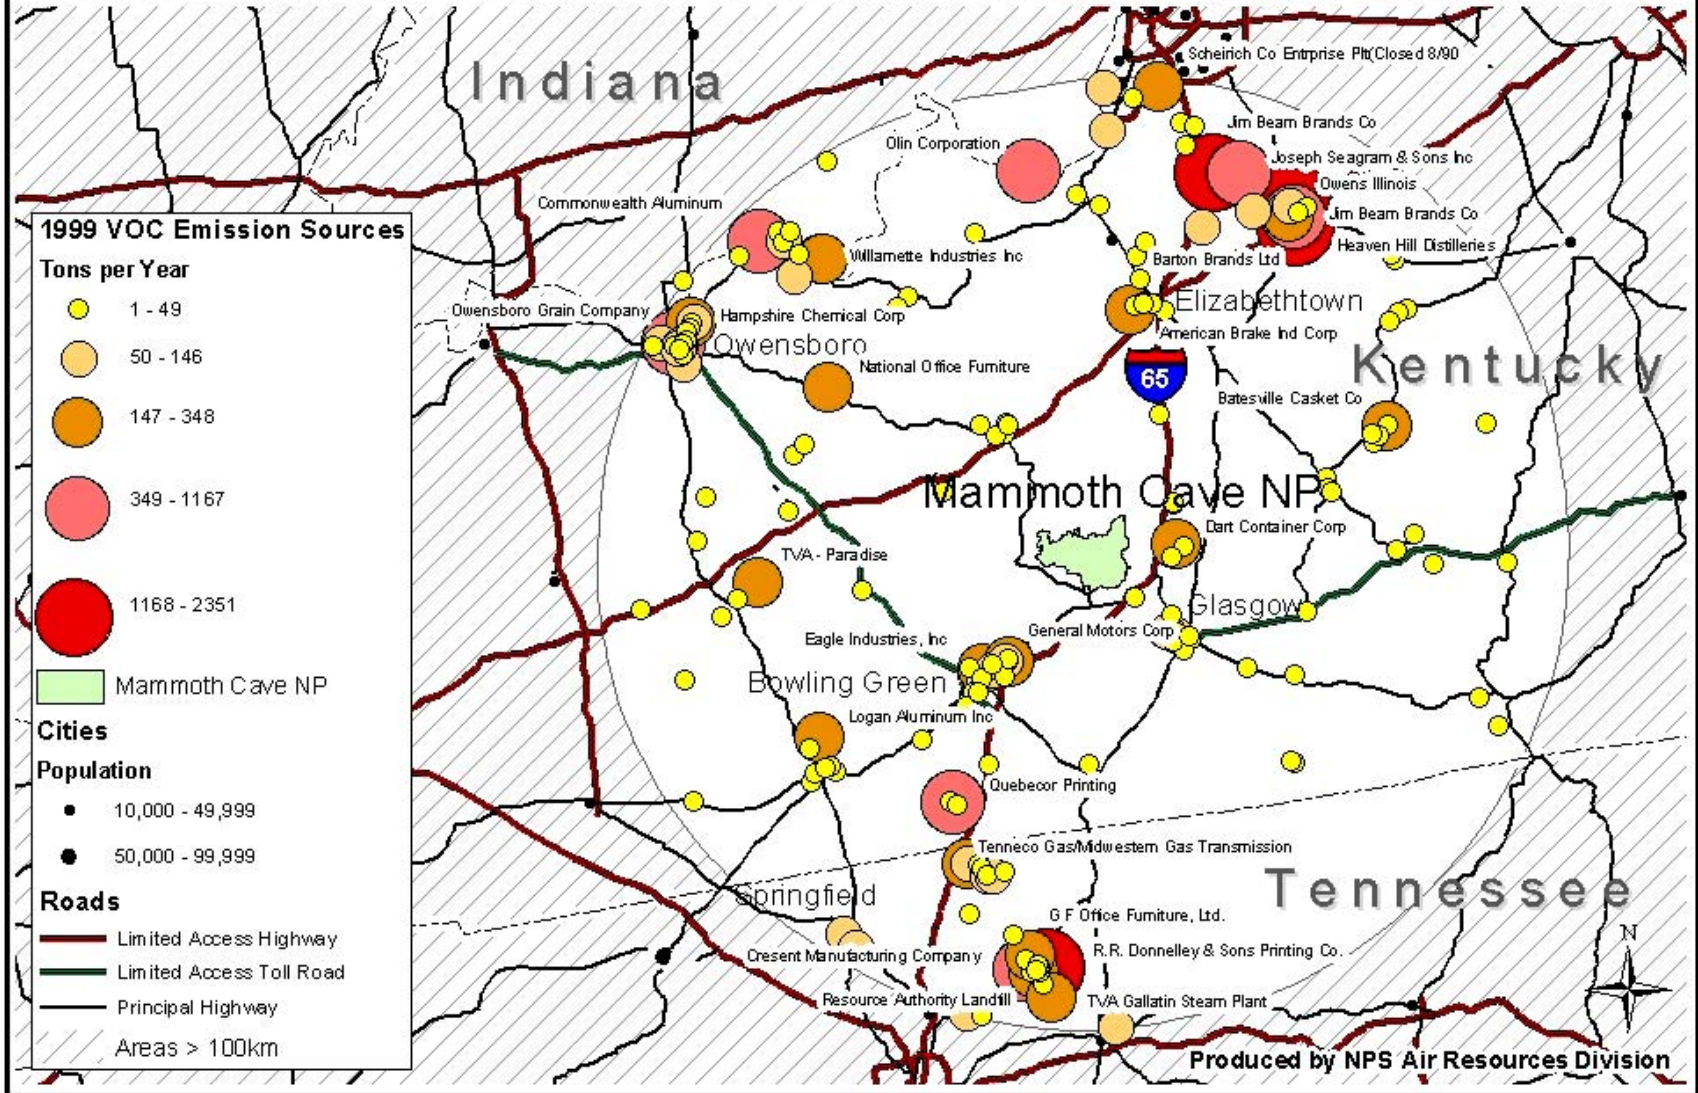 Indiana
Scheirich Co Entrprise Plt(Closed 8/90
Jim Beam Brands Co
Olin Corporation
Joseph Seagram & Sons Inc
Owens Illinois
Commonwealth Aluminum
Jim Beam Brands Co
1999 VOC Emission Sources
Heaven Hill Distilleries
Willamette Industries Inc
Barton Brands Ltd
Tons per Year
1 - 49
Elizabethtown
Owensboro Grain Company
Hampshire Chemical Corp
American Brake Ind Corp
Owensboro
50 - 146
National Office Furniture
Kentucky
65
Batesville Casket Co
147 - 348
Mammoth Cave NP
349 - 1167
Dart Container Corp
TVA - Paradise
1168 - 2351
Glasgow
General Motors Corp
Eagle Industries, Inc
Mammoth Cave NP
Bowling Green
Logan Aluminum Inc
Cities
Population
Quebecor Printing
10,000 - 49,999
Tenneco Gas/Midwestern Gas Transmission
50,000 - 99,999
Tennessee
Springfield
Roads
G F Office Furniture, Ltd.
Limited Access Highway
R.R. Donnelley & Sons Printing Co.
N
Cresent Manufacturing Company
Limited Access Toll Road
Resource Authority Landfill
TVA Gallatin Steam Plant
Principal Highway
Areas > 100km
Produced by NPS Air Resources Division